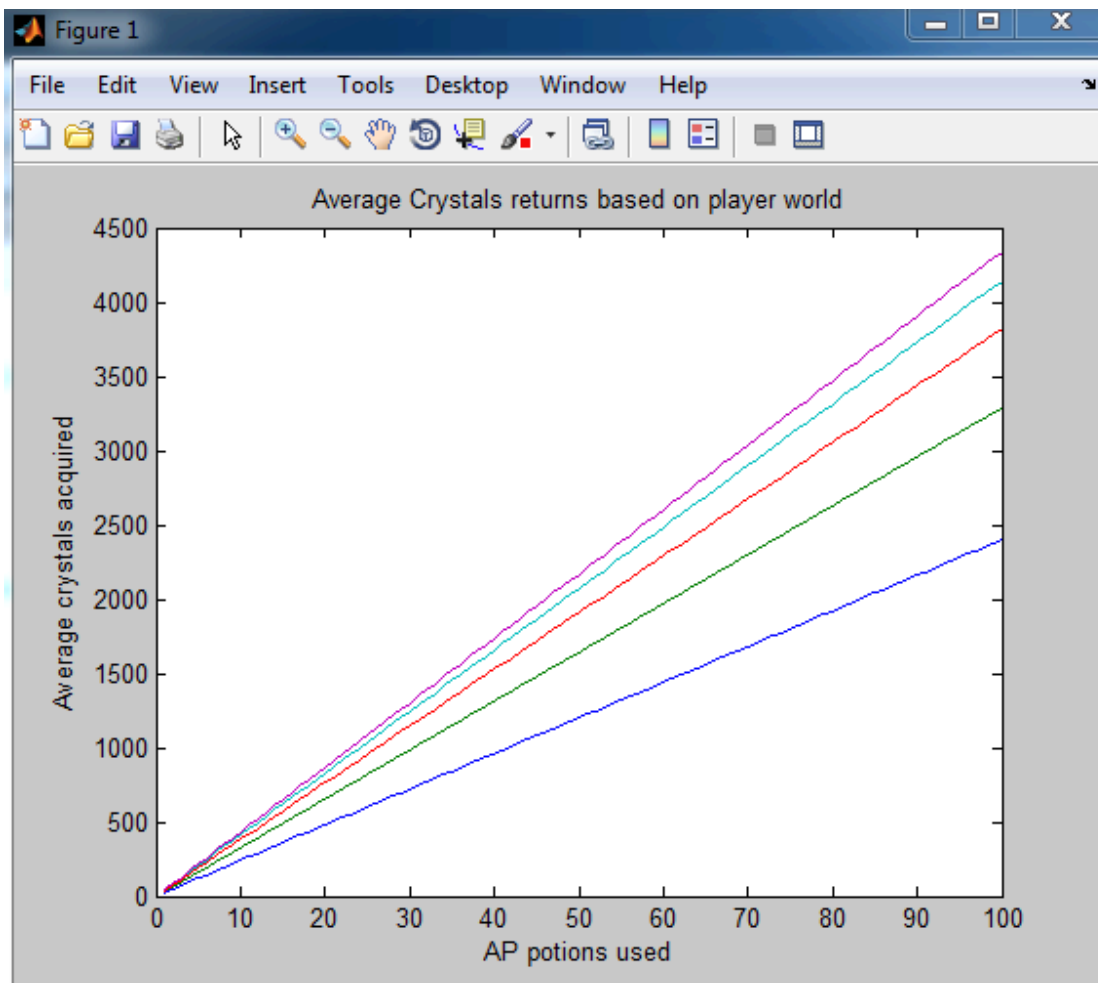 Figure 1
File Edit View Insert Tools Desktop Window Help
Average Crystals returns based on player world
4500
4000
3500
3000
2500
2000
1500
1000
500
0
Average crystals acquired
0 10 20 30 40 50 60 70 80 90 100
AP potions used